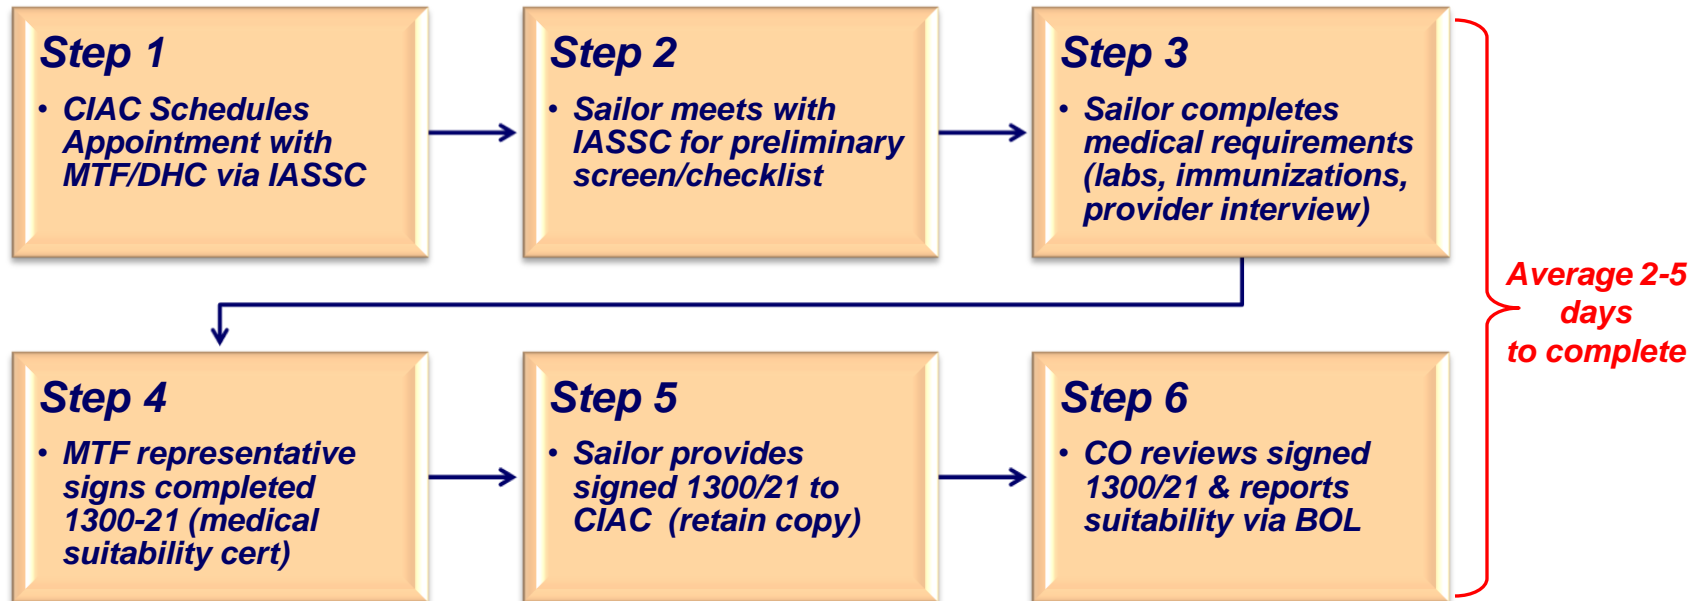 Step 1
• CIAC Schedules
Appointment with
MTF/DHC via IASSC
Step 2
• Sailor meets with
IASSC for preliminary
screen/checklist
Step 3
• Sailor completes
medical requirements
(labs, immunizations,
provider interview)
Average 2-5
days
to complete
Step 4
• MTF representative
signs completed
1300-21 (medical
suitability cert)
Step 5
• Sailor provides
signed 1300/21 to
CIAC (retain copy)
Step 6
• CO reviews signed
1300/21 & reports
suitability via BOL